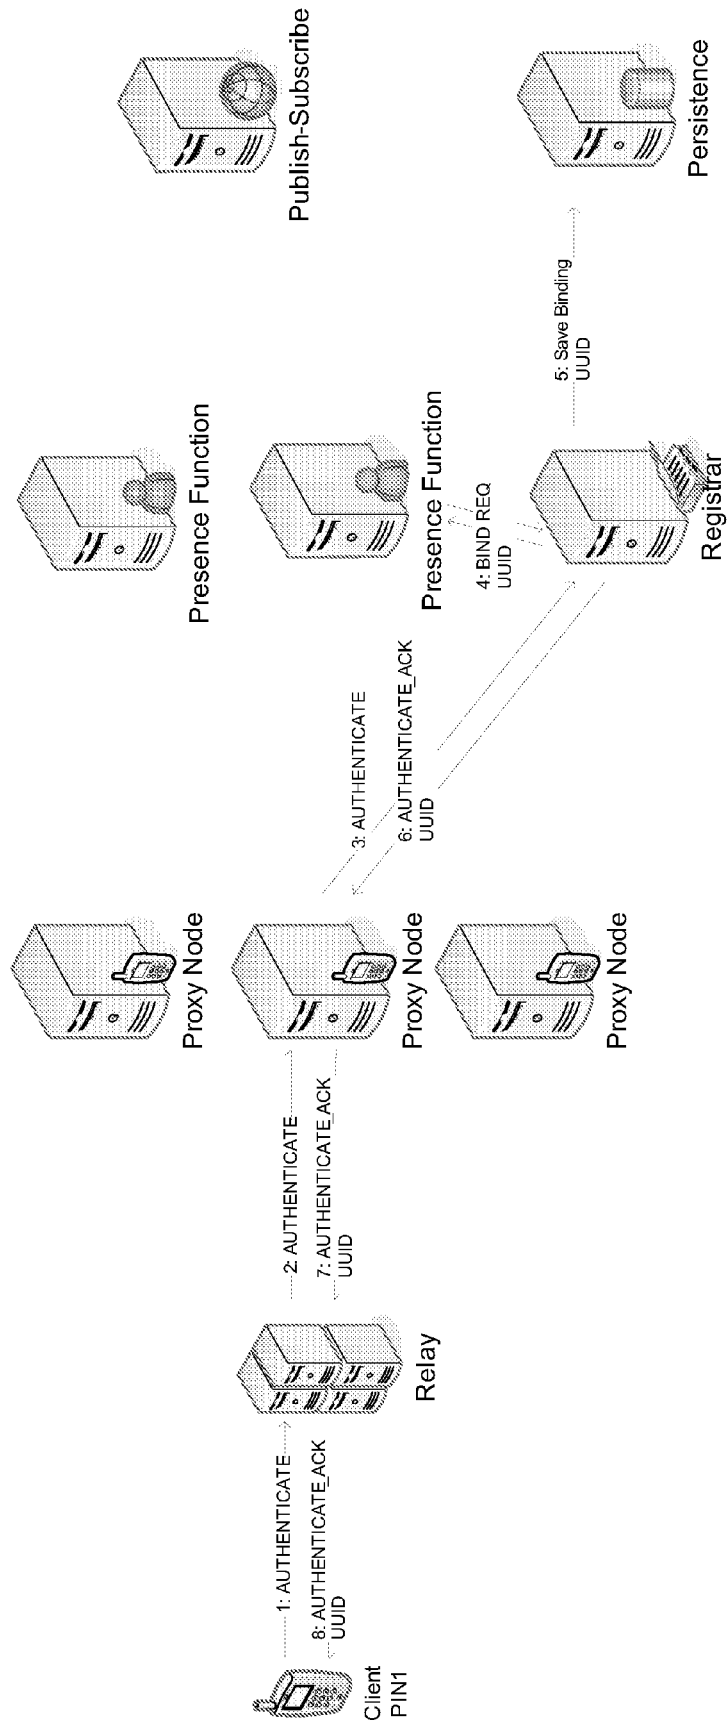 Client
PIN1
1: AUTHENTICATE
8: AUTHENTICATE_ACK
UUID
Relay
2: AUTHENTICATE
7: AUTHENTICATE_ACK
UUID
Proxy Node
Proxy Node
Proxy Node
3: AUTHENTICATE
6: AUTHENTICATE_ACK
UUID
Presence Function
Presence Function
4: BIND REQ
UUID
Registrar
5: Save Binding
UUID
Publish-Subscribe
Persistence